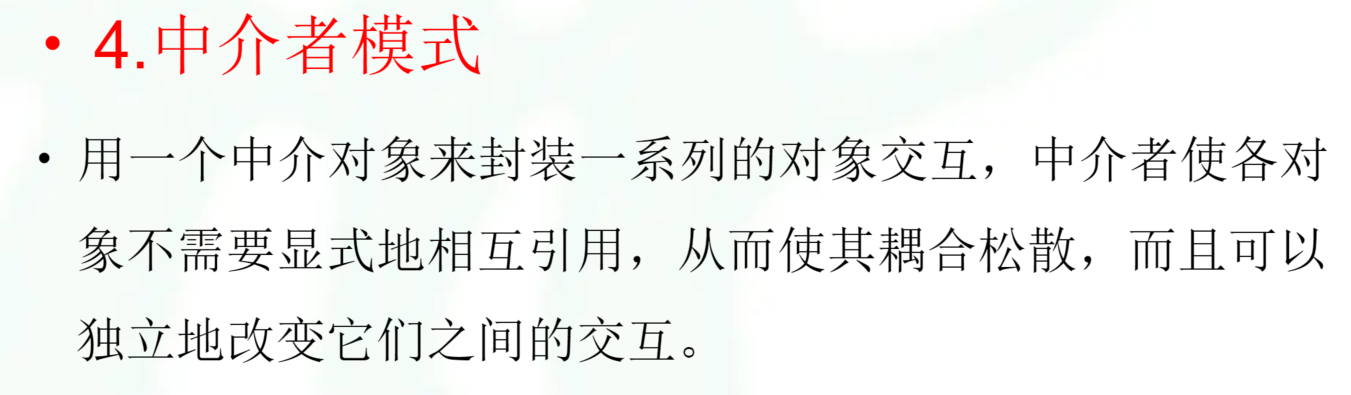 • 4.中介者模式
• 用一个中介对象来封装一系列的对象交互，中介者使各对
象不需要显式地相互引用，从而使其耦合松散，而且可以
独立地改变它们之间的交互。